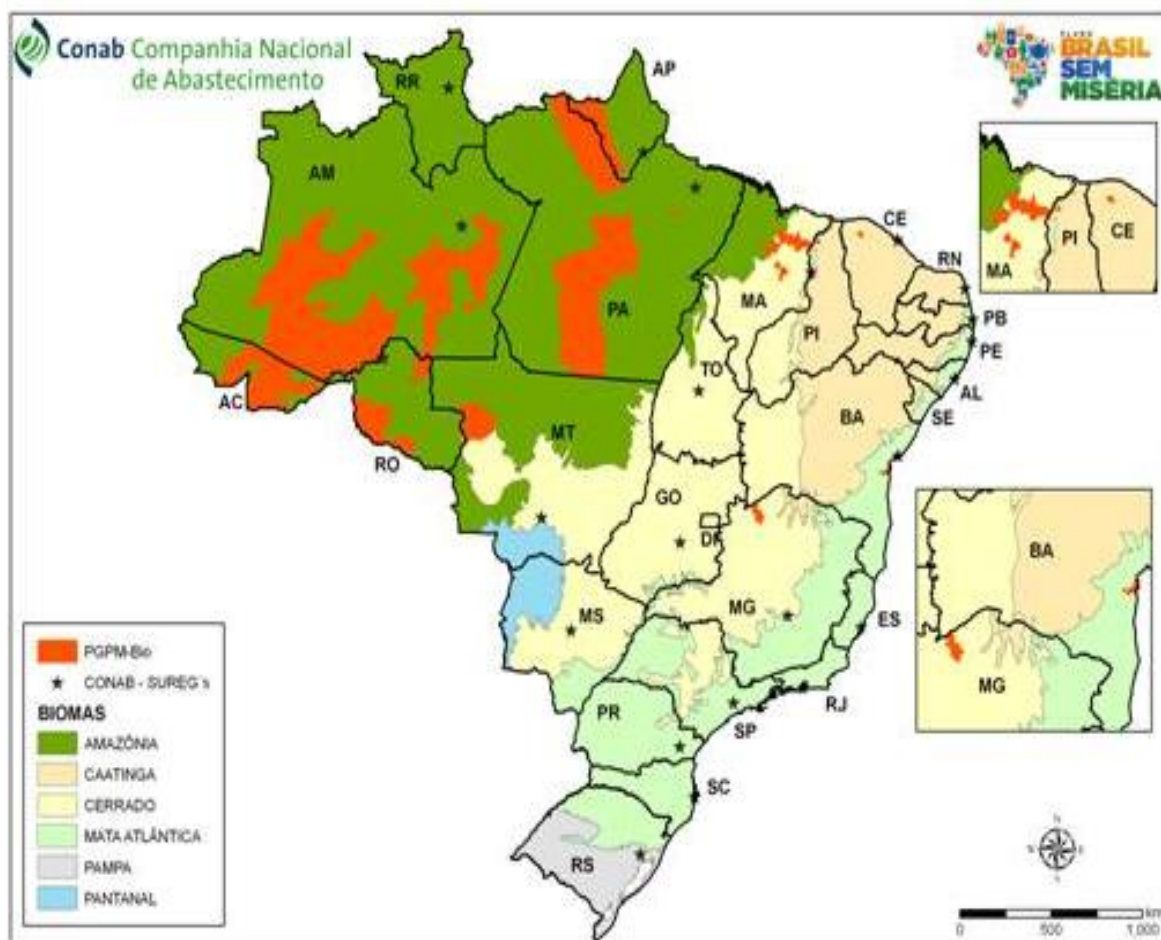 Conab Companhia Nacional
de Abastecimento
PLANO
BRASIL
SEM
MISÉRIA
RR
AP
AM
PA
MA
CE
RN
PB
PE
AL
SE
PI
TO
BA
AC
RO
MT
GO
DF
MG
ES
MS
RJ
SP
PR
SC
RS
PI
CE
MA
BA
MG
PGPM-Bio
CONAB - SUREG´s
BIOMAS
AMAZÔNIA
CAATINGA
CERRADO
MATA ATLÂNTICA
PAMPA
PANTANAL
N
S
km
0 500 1,000